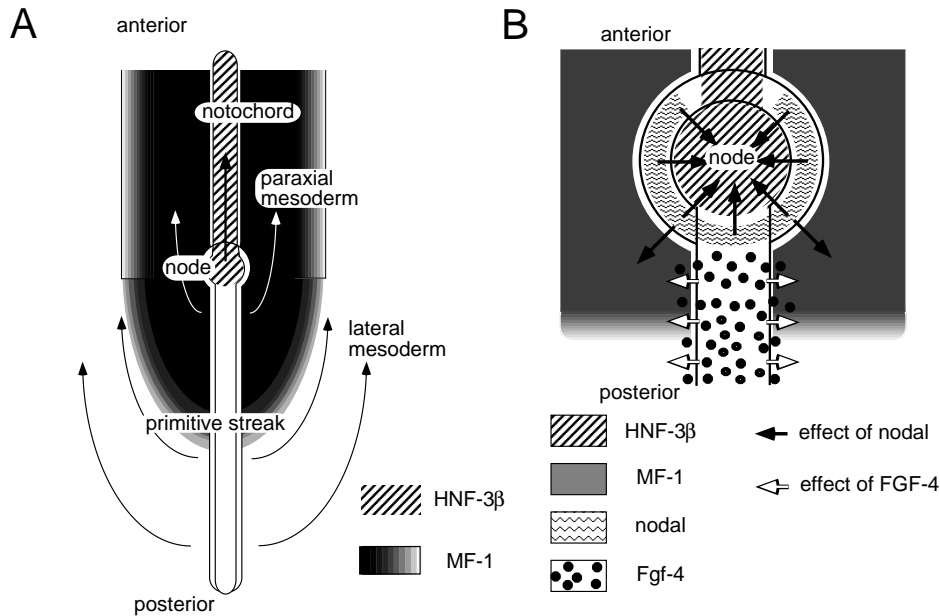 A
anterior
notochord
paraxial
mesoderm
node
lateral
mesoderm
primitive streak
HNF-3β
MF-1
posterior
B
anterior
node
posterior
HNF-3β
MF-1
nodal
Fgf-4
effect of nodal
effect of FGF-4